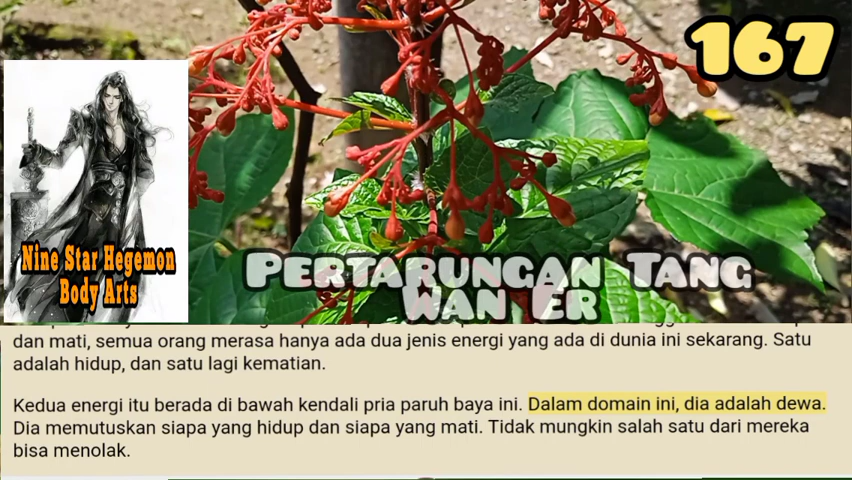 167
Nine Star Hegemon
Body Arts
PERTARUNGAN TANG
WAN ER
dan mati, semua orang merasa hanya ada dua jenis energi yang ada di dunia ini sekarang. Satu
adalah hidup, dan satu lagi kematian.
Kedua energi itu berada di bawah kendali pria paruh baya ini. Dalam domain ini, dia adalah dewa.
Dia memutuskan siapa yang hidup dan siapa yang mati. Tidak mungkin salah satu dari mereka
bisa menolak.